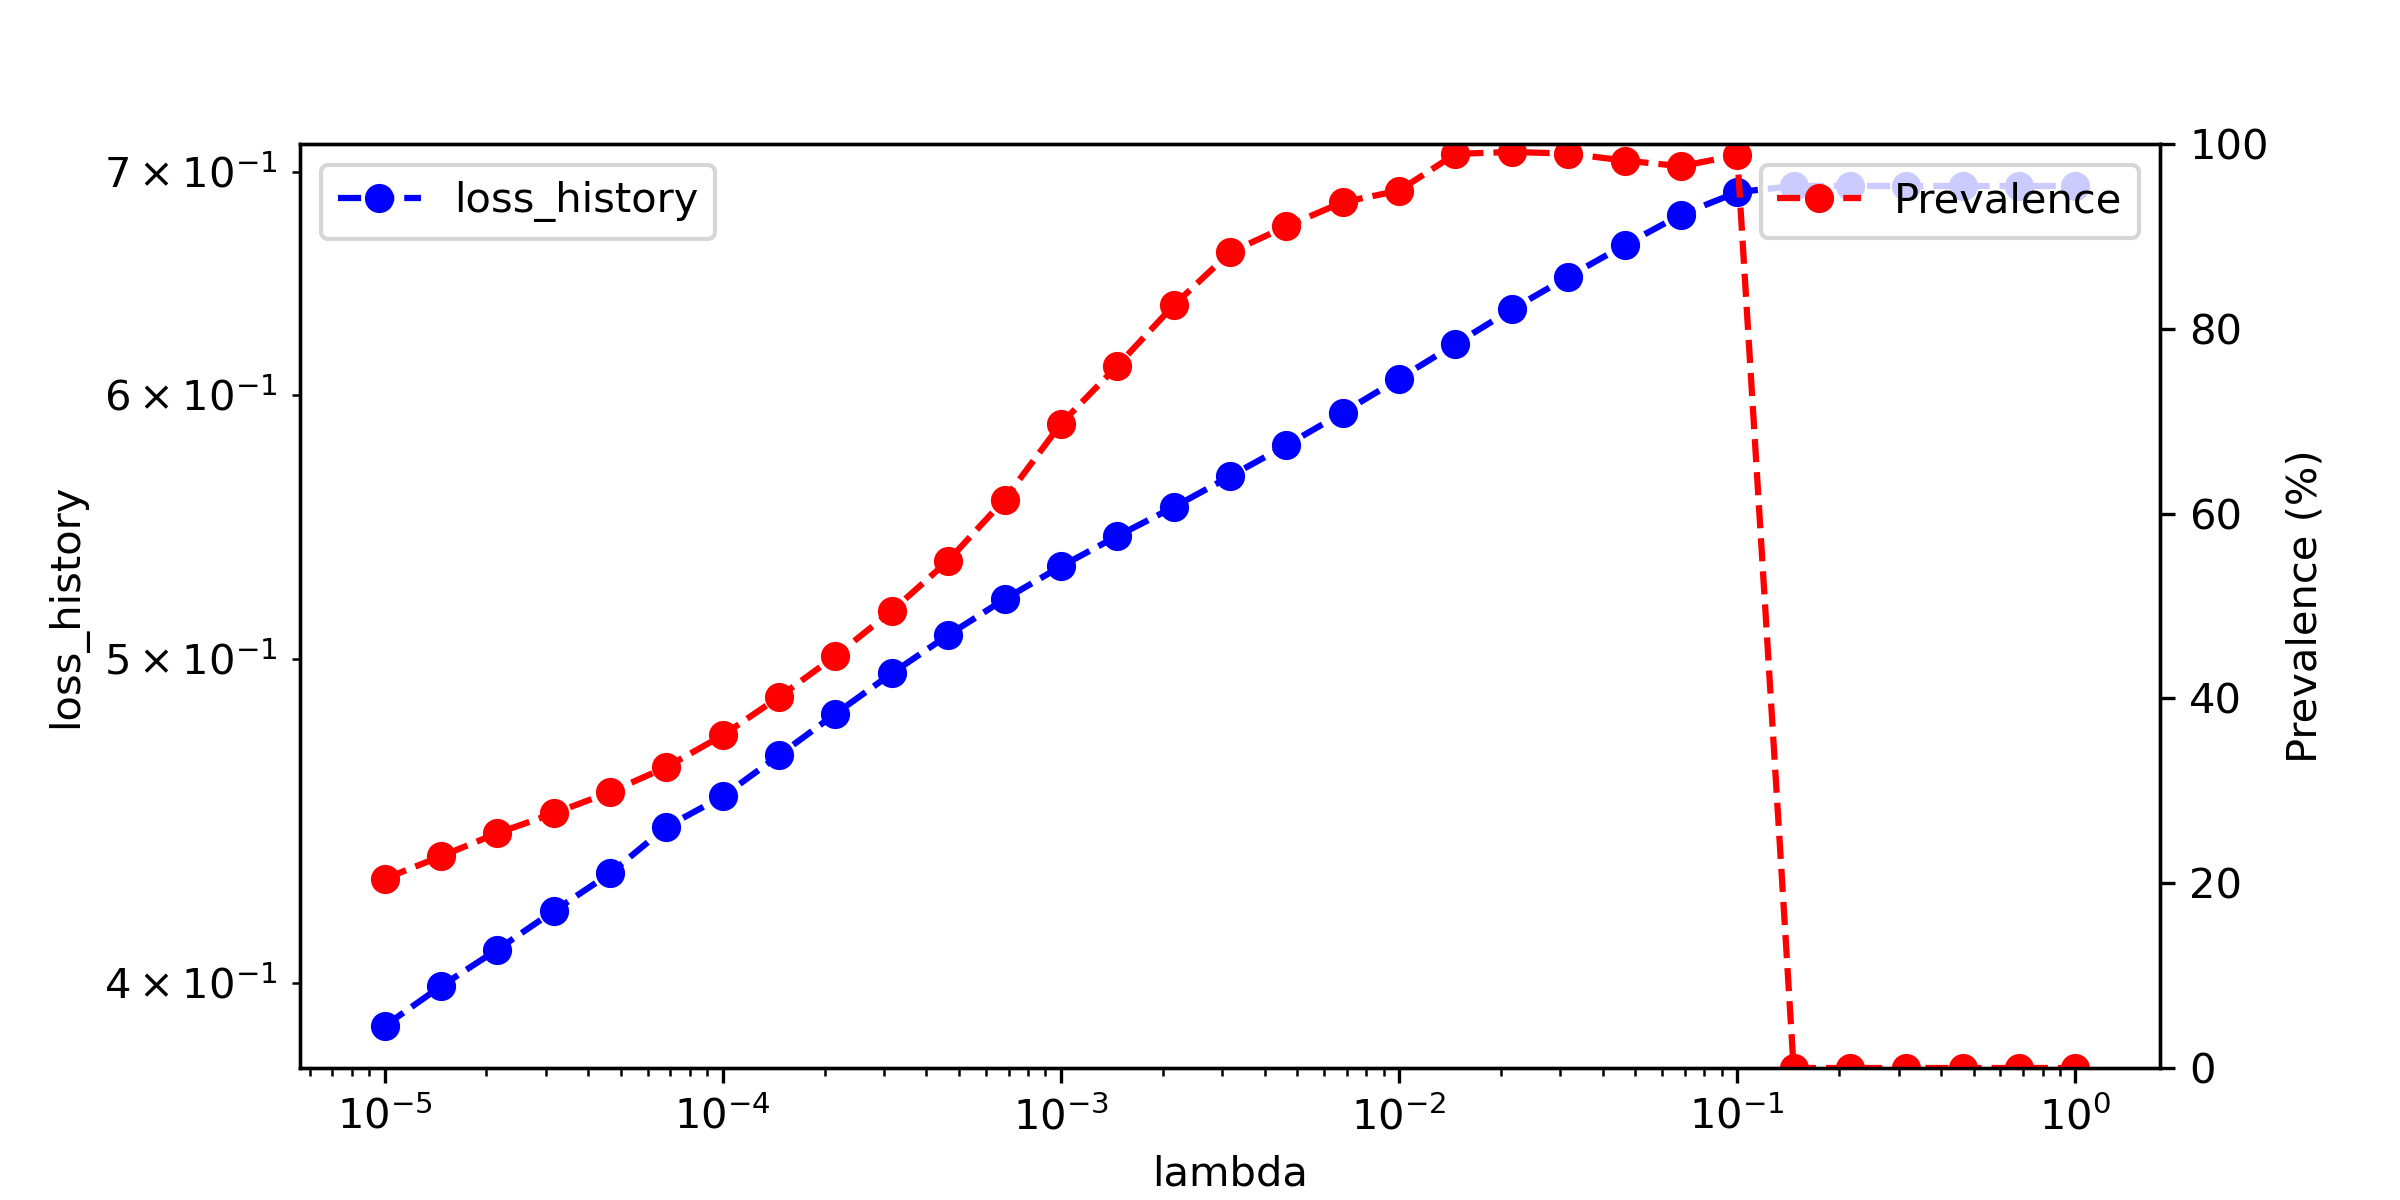 7 × 10⁻¹
6 × 10⁻¹
5 × 10⁻¹
4 × 10⁻¹
loss_history
loss_history
Prevalence
100
80
60
40
20
0
Prevalence (%)
10⁻⁵
10⁻⁴
10⁻³
10⁻²
10⁻¹
10⁰
lambda